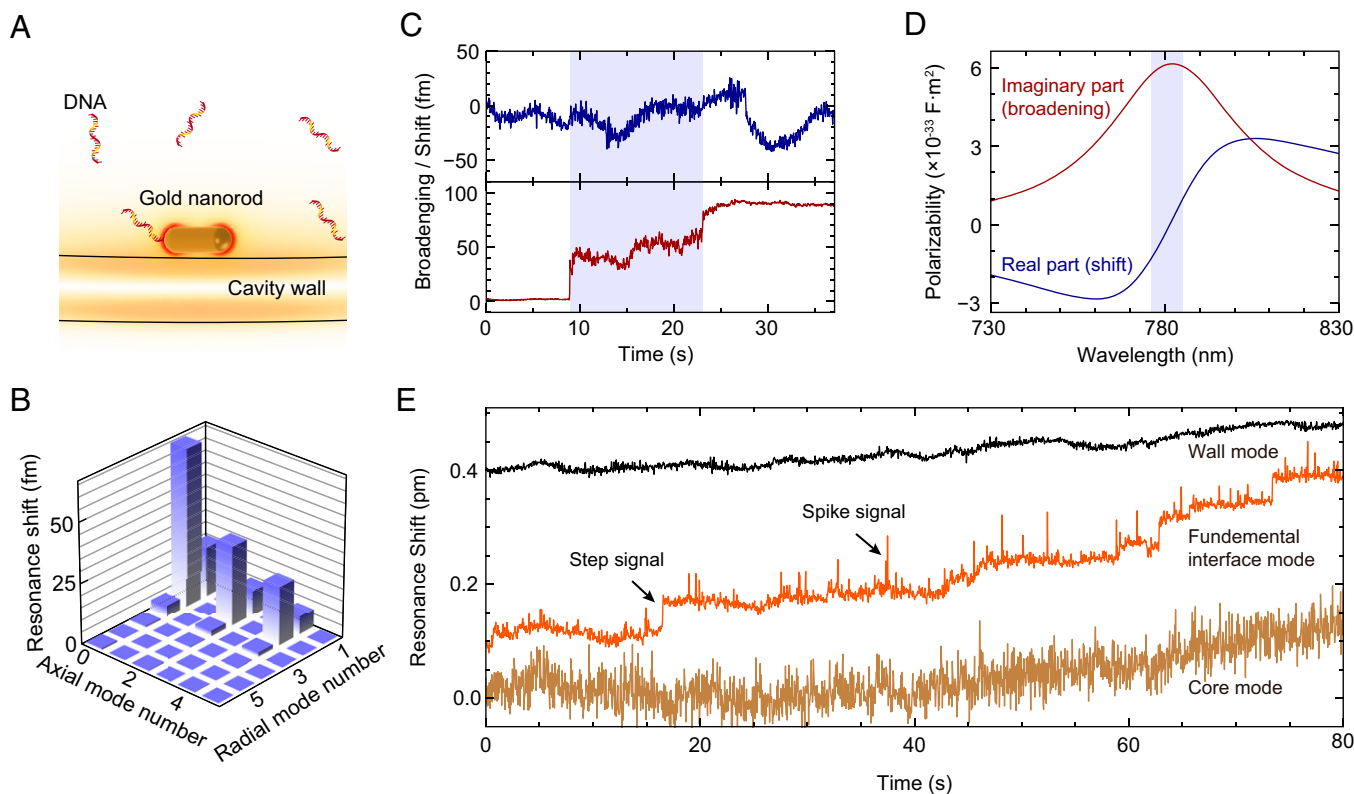 A
DNA
Gold nanorod
Cavity wall
B
Resonance shift (fm)
50
25
0
0
2
4
Axial mode number
5
3
1
Radial mode number
C
Broadenging / Shift (fm)
50
0
−50
100
50
0
0
10
20
30
Time (s)
D
Polarizability (×10⁻³³ F·m²)
6
3
0
−3
Imaginary part
(broadening)
Real part (shift)
730
780
830
Wavelength (nm)
E
Resonance Shift (pm)
0.4
0.2
0.0
Wall mode
Spike signal
Step signal
Fundemental
interface mode
Core mode
0
20
40
60
80
Time (s)